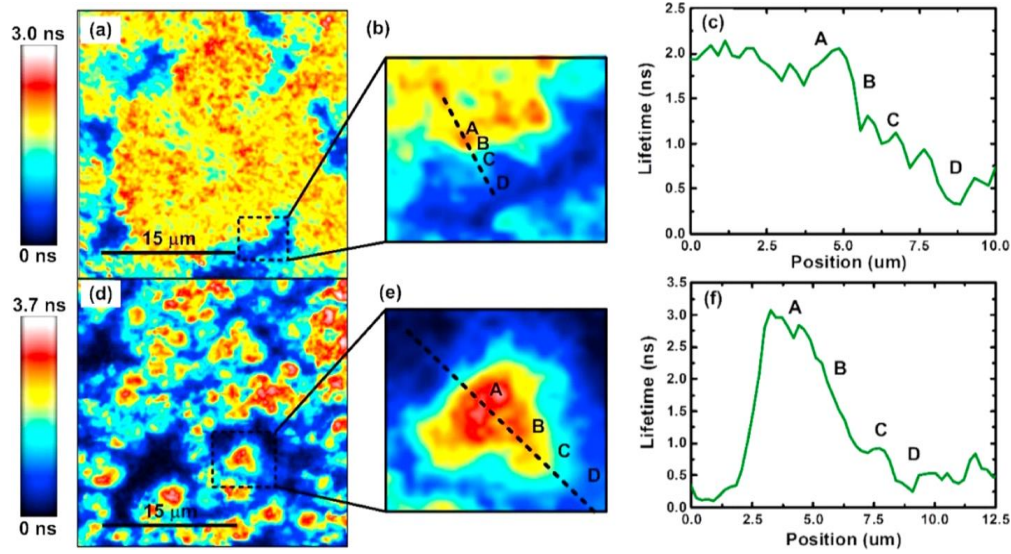 3.0 ns
0 ns
(a)
15 μm
(b)
A
B
C
D
(c)
Lifetime (ns)
2.5
2.0
1.5
1.0
0.5
0.0
A
B
C
D
0.0 2.5 5.0 7.5 10.0
Position (um)
3.7 ns
0 ns
(d)
15 μm
(e)
A
B
C
D
(f)
Lifetime (ns)
3.5
3.0
2.5
2.0
1.5
1.0
0.5
0.0
A
B
C
D
0.0 2.5 5.0 7.5 10.0 12.5
Position (um)